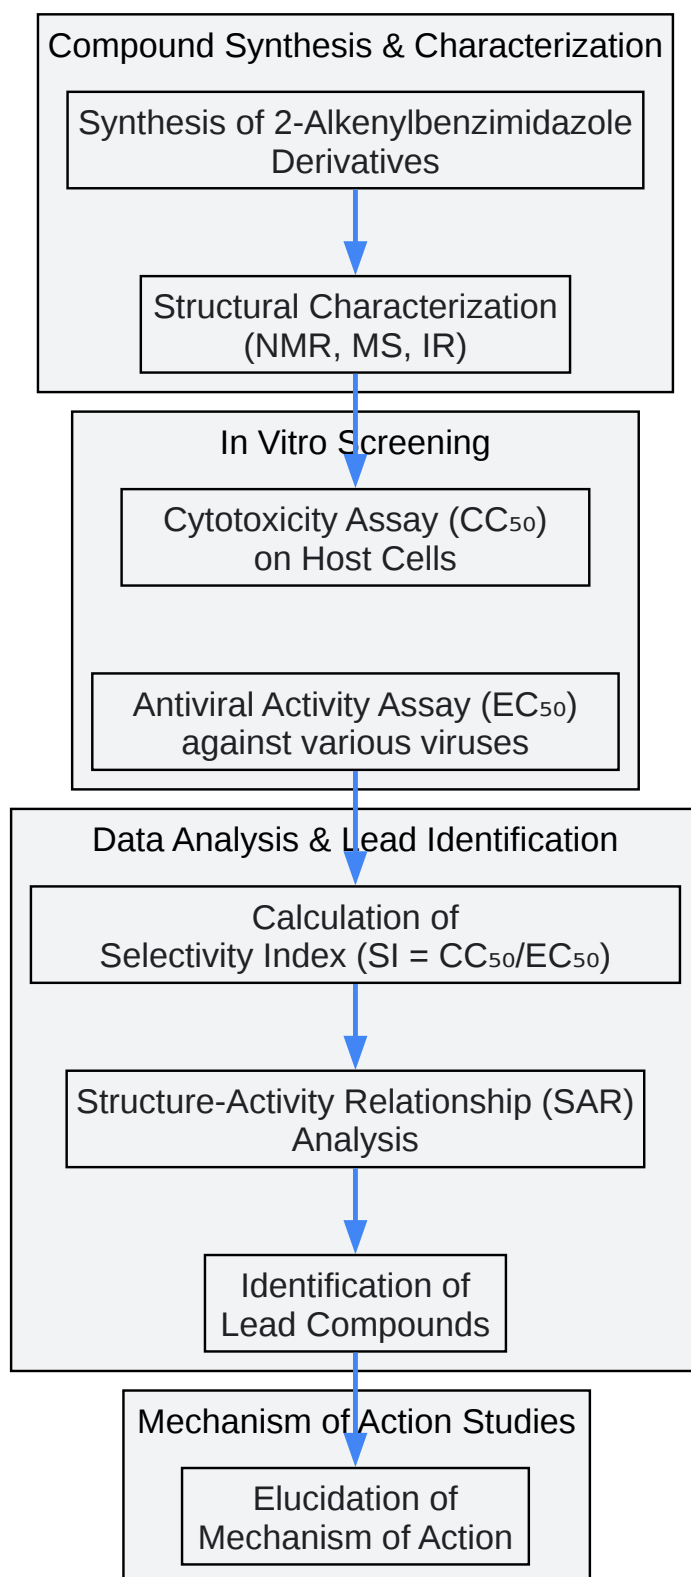 Compound Synthesis & Characterization
Synthesis of 2-Alkenylbenzimidazole
Derivatives
Structural Characterization
(NMR, MS, IR)
In Vitro Screening
Cytotoxicity Assay (CC₅₀)
on Host Cells
Antiviral Activity Assay (EC₅₀)
against various viruses
Data Analysis & Lead Identification
Calculation of
Selectivity Index (SI = CC₅₀/EC₅₀)
Structure-Activity Relationship (SAR)
Analysis
Identification of
Lead Compounds
Mechanism of Action Studies
Elucidation of
Mechanism of Action